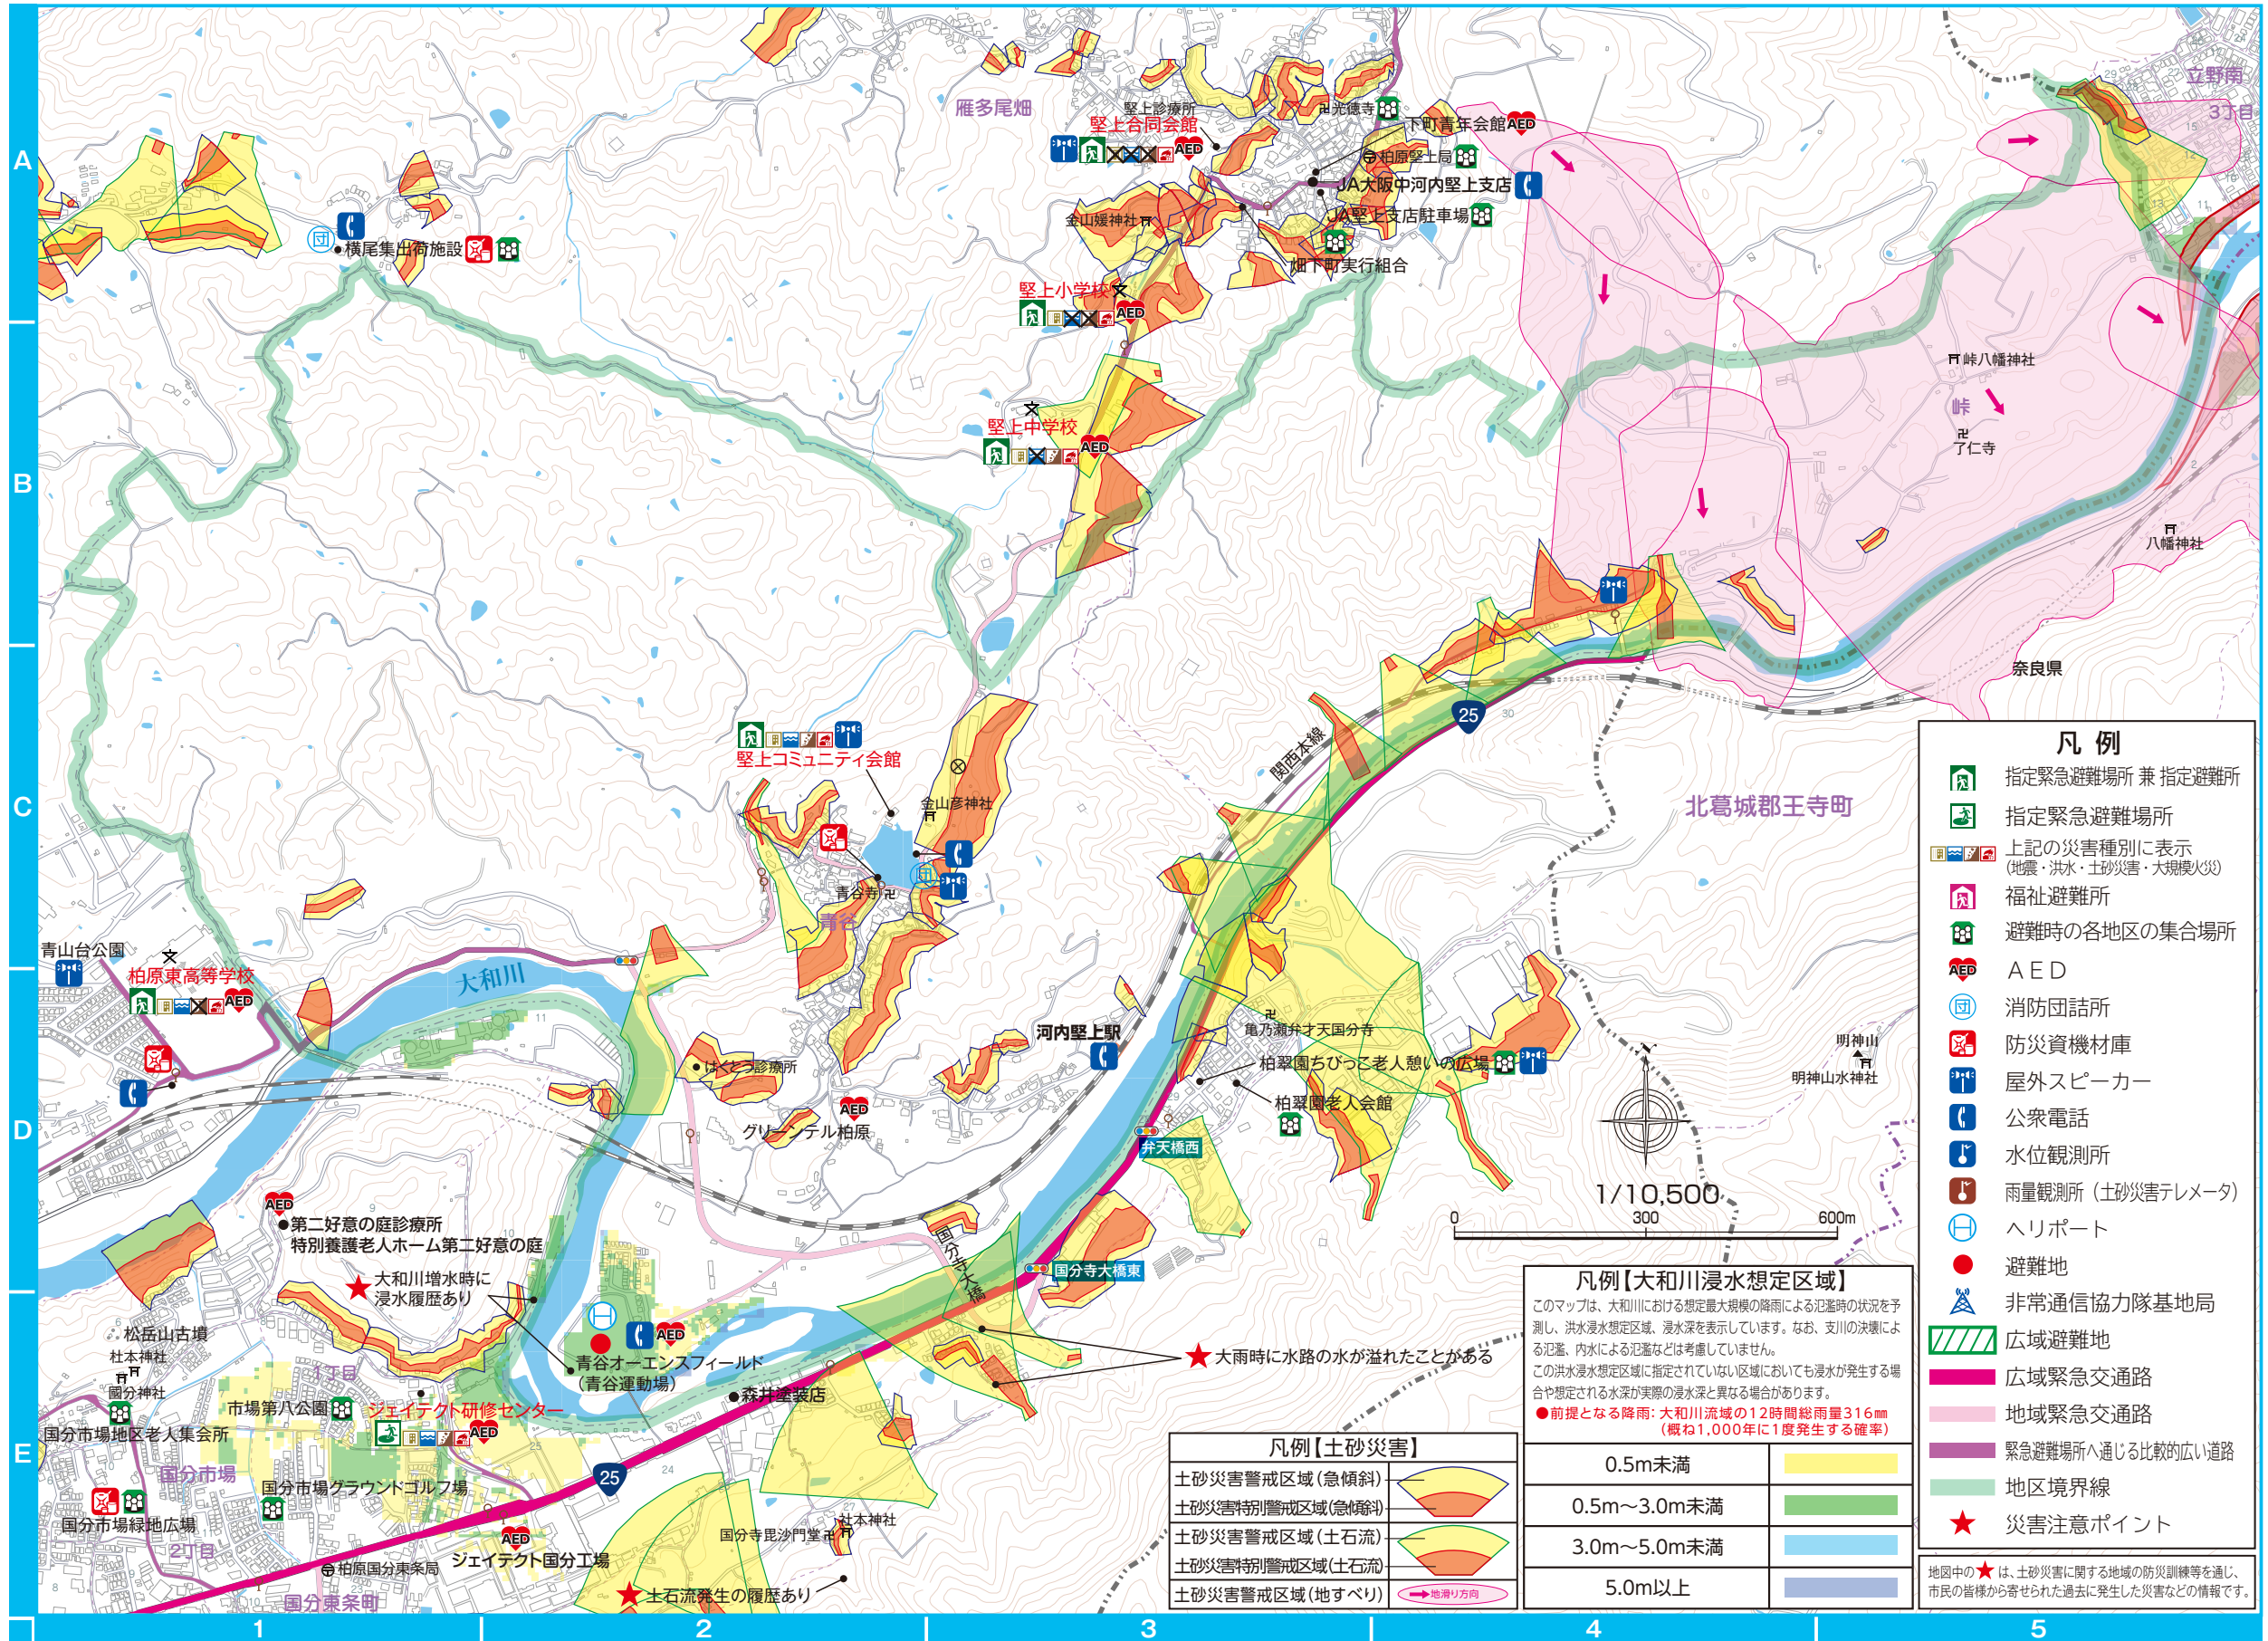 A
B
C
D
E
1
2
3
4
5
雁多尾畑
堅上診療所
堅上合同会館
AED
卍光徳寺
下町青年会館
AED
柏原堅上局
JA大阪中河内堅上支店
JA堅上支店駐車場
畑下町実行組合
金山媛神社
堅上小学校
AED
堅上中学校
AED
団
横尾集出荷施設
立野南
3丁目
峠八幡神社
峠
卍
了仁寺
八幡神社
奈良県
北葛城郡王寺町
堅上コミュニティ会館
金山彦神社
団
青谷寺卍
青谷
関西本線
25
30
青山台公園
柏原東高等学校
AED
大和川
11
はくとう診療所
AED
グリーンテル柏原
河内堅上駅
卍
亀乃瀬弁才天国分寺
柏翠園ちびっこ老人憩いの広場
柏翠園老人会館
29
弁天橋西
明神山
明神山水神社
1/10,500
0
300
600m
AED
第二好意の庭診療所
特別養護老人ホーム第二好意の庭
9
10
大和川増水時に
浸水履歴あり
国分寺大橋
国分寺大橋東
松岳山古墳
杜本神社
國分神社
1丁目
市場第八公園
国分市場地区老人集会所
ジェイテクト研修センター
AED
H
AED
青谷オーエンスフィールド
(青谷運動場)
森井塗装店
大雨時に水路の水が溢れたことがある
国分市場
国分市場グラウンドゴルフ場
国分市場緑地広場
2丁目
25
24
25
AED
ジェイテクト国分工場
柏原国分東条局
国分東条町
23
27
国分寺毘沙門堂卍
社本神社
土石流発生の履歴あり
凡例
指定緊急避難場所 兼 指定避難所
指定緊急避難場所
上記の災害種別に表示
(地震・洪水・土砂災害・大規模火災)
福祉避難所
避難時の各地区の集合場所
AED
AED
団
消防団詰所
防災資機材庫
屋外スピーカー
公衆電話
水位観測所
雨量観測所(土砂災害テレメータ)
H
ヘリポート
避難地
非常通信協力隊基地局
広域避難地
広域緊急交通路
地域緊急交通路
緊急避難場所へ通じる比較的広い道路
地区境界線
災害注意ポイント
地図中の★は、土砂災害に関する地域の防災訓練等を通じ、
市民の皆様から寄せられた過去に発生した災害などの情報です。
凡例【大和川浸水想定区域】
このマップは、大和川における想定最大規模の降雨による氾濫時の状況を予
測し、洪水浸水想定区域、浸水深を表示しています。なお、支川の決壊によ
る氾濫、内水による氾濫などは考慮していません。
この洪水浸水想定区域に指定されていない区域においても浸水が発生する場
合や想定される水深が実際の浸水深と異なる場合があります。
●前提となる降雨:大和川流域の12時間総雨量316㎜
(概ね1,000年に1度発生する確率)
0.5m未満
0.5m〜3.0m未満
3.0m〜5.0m未満
5.0m以上
凡例【土砂災害】
土砂災害警戒区域(急傾斜)
土砂災害特別警戒区域(急傾斜)
土砂災害警戒区域(土石流)
土砂災害特別警戒区域(土石流)
土砂災害警戒区域(地すべり)
地滑り方向